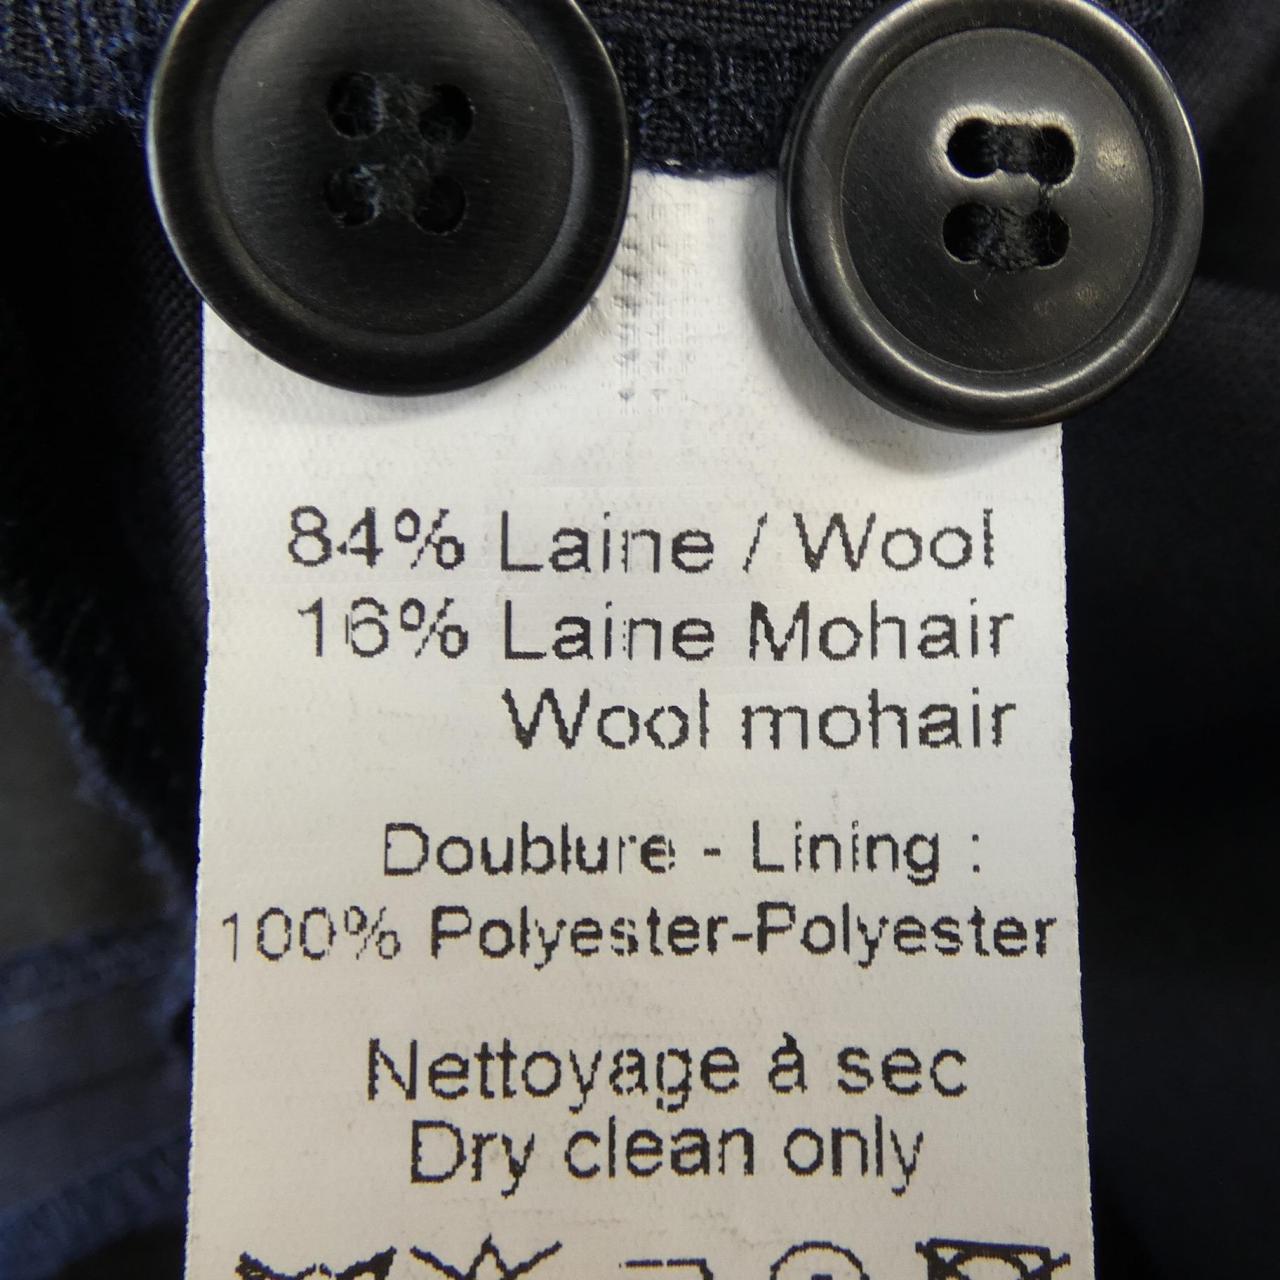 84% Laine / Wool
16% Laine Mohair
Wool mohair
Doublure - Lining :
100% Polyester-Polyester
Nettoyage à sec
Dry clean only